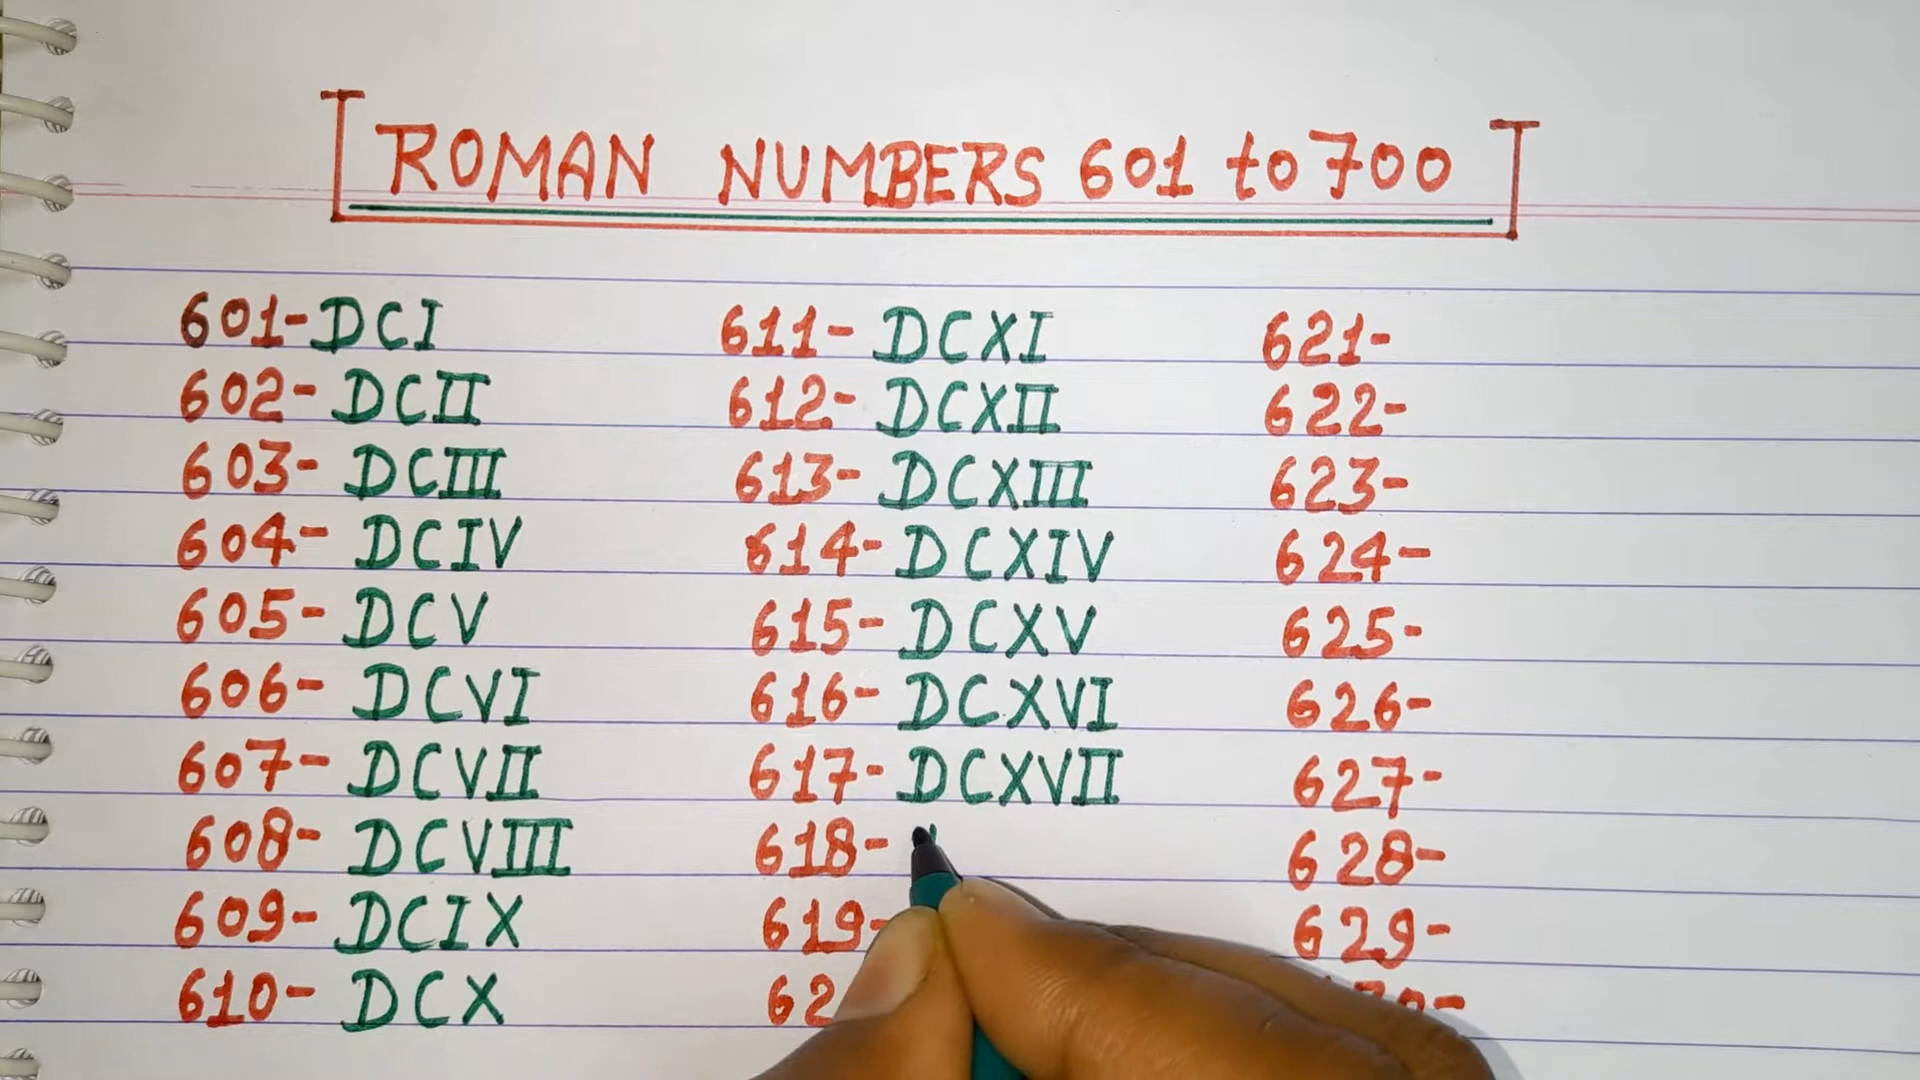 ROMAN NUMBERS 601 to 700
601- DCI
602- DCII
603- DCIII
604- DCIV
605- DCV
606- DCVI
607- DCVII
608- DCVIII
609- DCIX
610- DCX
611- DCXI
612- DCXII
613- DCXIII
614- DCXIV
615- DCXV
616- DCXVI
617- DCXVII
618-
619-
621-
622-
623-
624-
625-
626-
627-
628-
629-